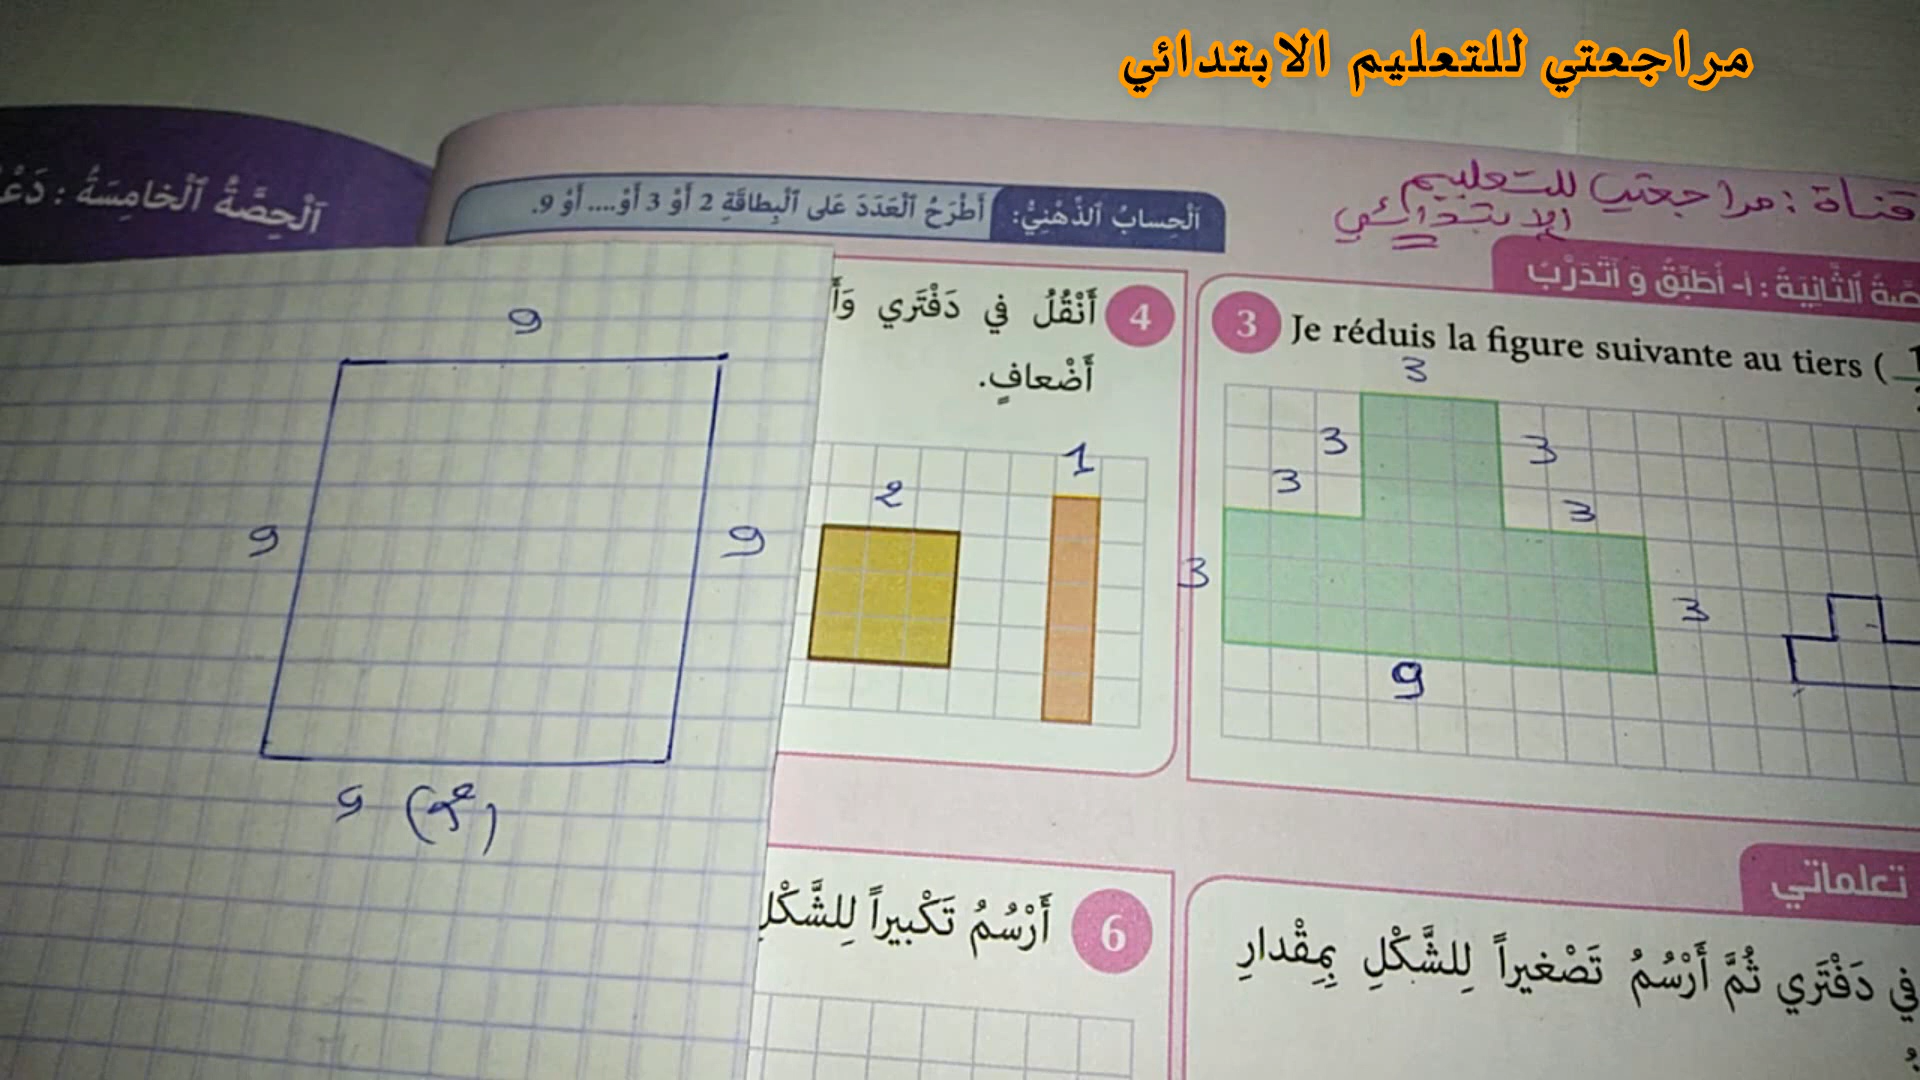 مراجعتي للتعليم الابتدائي
قناة : مراجعتي للتعليم
الابتدائي
اَلْحِصَّةُ ٱلْخامِسَةُ :
اَلْحِسابُ ٱلذِّهْنِيُّ: أَطْرَحُ ٱلْعَدَدَ عَلى ٱلْبِطاقَةِ 2 أَوْ 3 أَوْ.... أَوْ 9.
ٱلثّانِيَةُ : ا- أُطَبِّقُ وَ أَتَدَرَّبُ
3 Je réduis la figure suivante au tiers (
3
3
3
3
3
3
3
9
4 أَنْقُلُ في دَفْتَري
أَضْعافٍ.
1
2
9
9
9
9 (2)
تعلماتي
في دَفْتَري ثُمَّ أَرْسُمُ تَصْغيراً لِلشَّكْلِ بِمِقْدارِ
6 أَرْسُمُ تَكْبيراً لِلشَّكْلِ